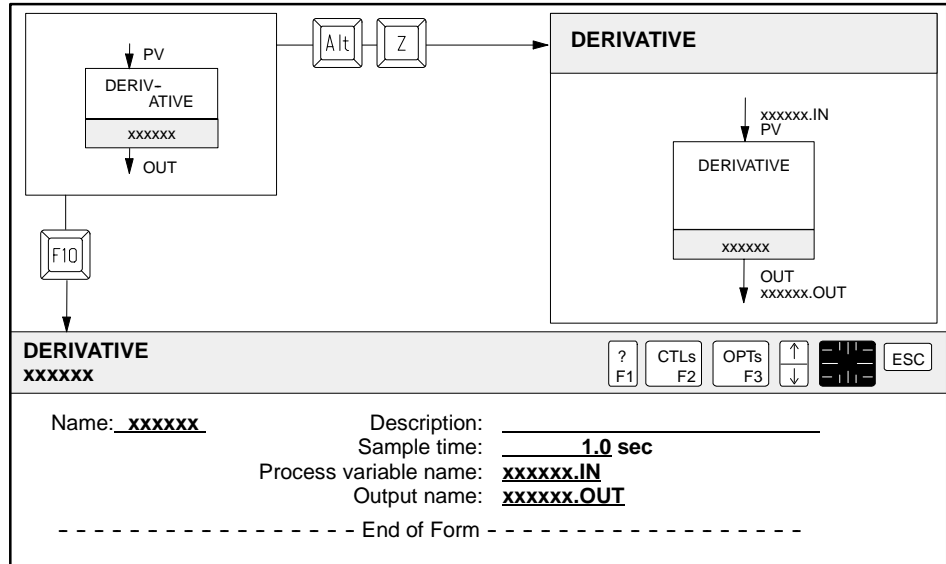 PV
DERIV-
ATIVE
xxxxxx
OUT
Alt
Z
DERIVATIVE
xxxxxx.IN
PV
DERIVATIVE
xxxxxx
OUT
xxxxxx.OUT
F10
DERIVATIVE
xxxxxx
? F1
CTLs F2
OPTs F3
↑ ↓
ESC
Name: xxxxxx
Description:
Sample time: 1.0 sec
Process variable name: xxxxxx.IN
Output name: xxxxxx.OUT
- - - - - - - - - - - - - - - - - - End of Form - - - - - - - - - - - - - - - - - - -